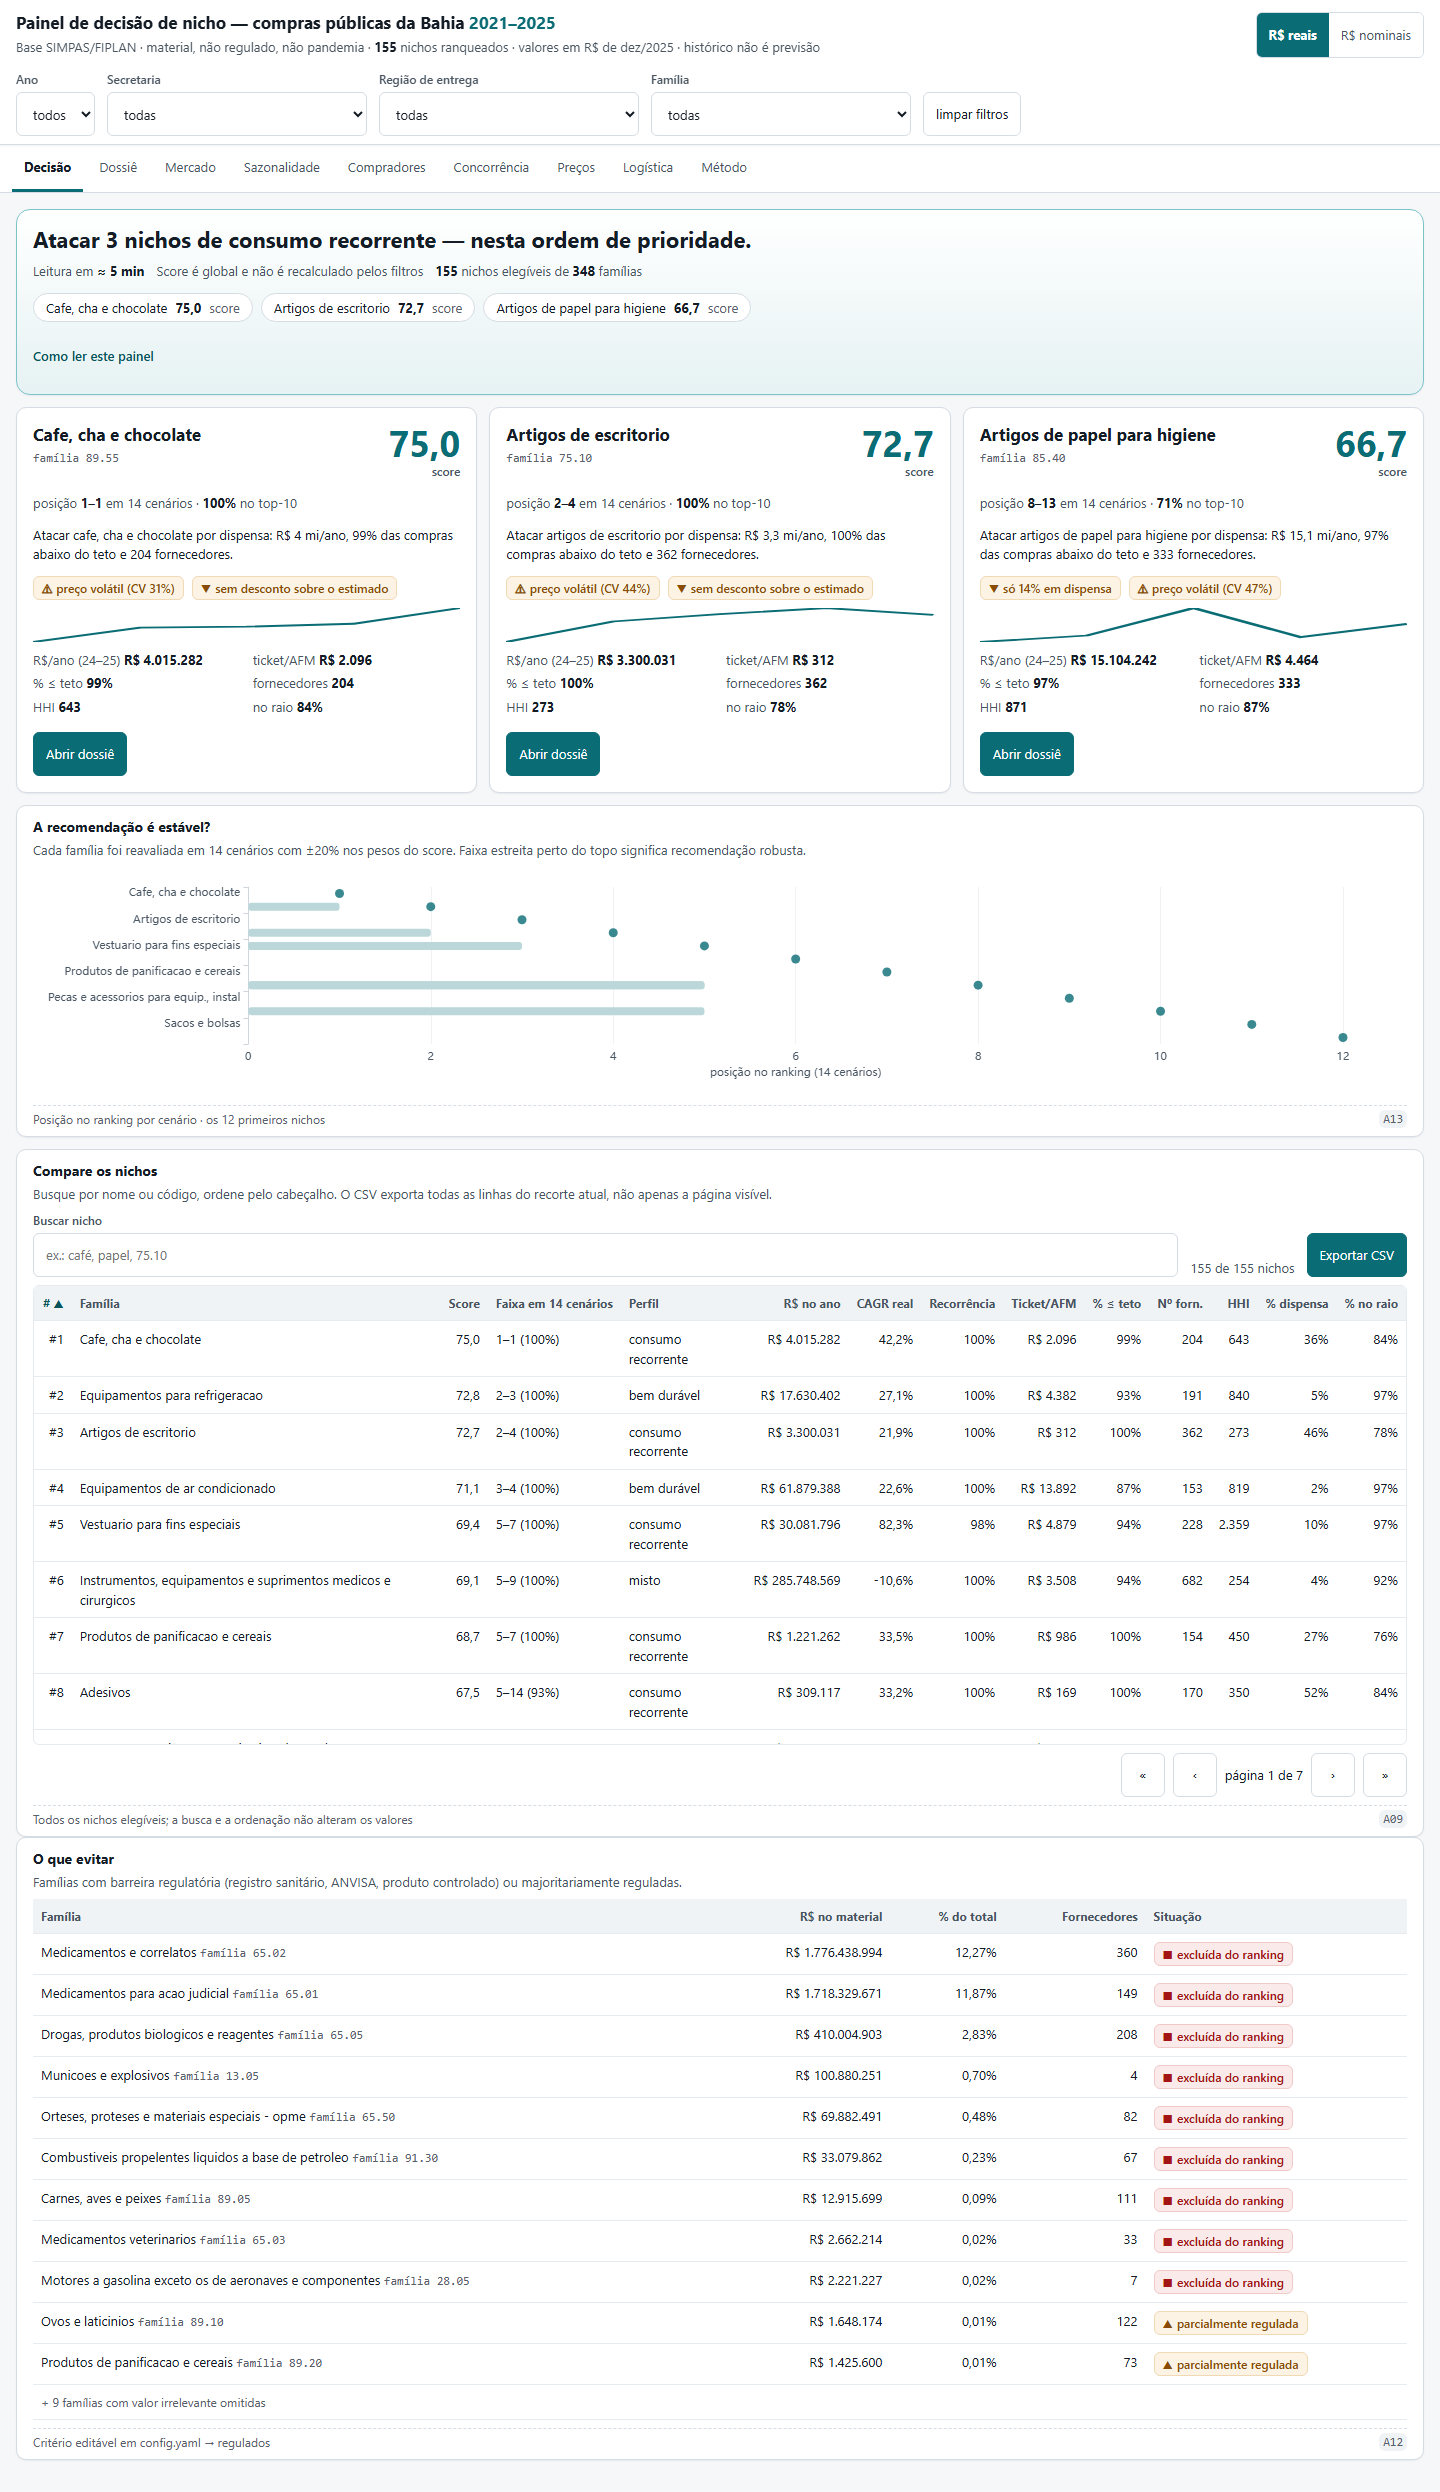 Painel de decisão de nicho — compras públicas da Bahia 2021–2025
Base SIMPAS/FIPLAN · material, não regulado, não pandemia · 155 nichos ranqueados · valores em R$ de dez/2025 · histórico não é previsão
R$ reais R$ nominais
Ano Secretaria Região de entrega Família
todos todas todas todas limpar filtros
Decisão Dossiê Mercado Sazonalidade Compradores Concorrência Preços Logística Método
Atacar 3 nichos de consumo recorrente — nesta ordem de prioridade.
Leitura em ≈ 5 min Score é global e não é recalculado pelos filtros 155 nichos elegíveis de 348 famílias
Cafe, cha e chocolate 75,0 score Artigos de escritorio 72,7 score Artigos de papel para higiene 66,7 score
Como ler este painel
Cafe, cha e chocolate
família 89.55
75,0
score
posição 1–1 em 14 cenários · 100% no top-10
Atacar cafe, cha e chocolate por dispensa: R$ 4 mi/ano, 99% das compras
abaixo do teto e 204 fornecedores.
⚠ preço volátil (CV 31%) ▼ sem desconto sobre o estimado
R$/ano (24–25) R$ 4.015.282 ticket/AFM R$ 2.096
% ≤ teto 99% fornecedores 204
HHI 643 no raio 84%
Abrir dossiê
Artigos de escritorio
família 75.10
72,7
score
posição 2–4 em 14 cenários · 100% no top-10
Atacar artigos de escritorio por dispensa: R$ 3,3 mi/ano, 100% das
compras abaixo do teto e 362 fornecedores.
⚠ preço volátil (CV 44%) ▼ sem desconto sobre o estimado
R$/ano (24–25) R$ 3.300.031 ticket/AFM R$ 312
% ≤ teto 100% fornecedores 362
HHI 273 no raio 78%
Abrir dossiê
Artigos de papel para higiene
família 85.40
66,7
score
posição 8–13 em 14 cenários · 71% no top-10
Atacar artigos de papel para higiene por dispensa: R$ 15,1 mi/ano, 97%
das compras abaixo do teto e 333 fornecedores.
▼ só 14% em dispensa ⚠ preço volátil (CV 47%)
R$/ano (24–25) R$ 15.104.242 ticket/AFM R$ 4.464
% ≤ teto 97% fornecedores 333
HHI 871 no raio 87%
Abrir dossiê
A recomendação é estável?
Cada família foi reavaliada em 14 cenários com ±20% nos pesos do score. Faixa estreita perto do topo significa recomendação robusta.
Cafe, cha e chocolate
Artigos de escritorio
Vestuario para fins especiais
Produtos de panificacao e cereais
Pecas e acessorios para equip., instal
Sacos e bolsas
0 2 4 6 8 10 12
posição no ranking (14 cenários)
Posição no ranking por cenário · os 12 primeiros nichos A13
Compare os nichos
Busque por nome ou código, ordene pelo cabeçalho. O CSV exporta todas as linhas do recorte atual, não apenas a página visível.
Buscar nicho
ex.: café, papel, 75.10 155 de 155 nichos Exportar CSV
# ▲ Família Score Faixa em 14 cenários Perfil R$ no ano CAGR real Recorrência Ticket/AFM % ≤ teto Nº forn. HHI % dispensa % no raio
#1 Cafe, cha e chocolate 75,0 1–1 (100%) consumo recorrente R$ 4.015.282 42,2% 100% R$ 2.096 99% 204 643 36% 84%
#2 Equipamentos para refrigeracao 72,8 2–3 (100%) bem durável R$ 17.630.402 27,1% 100% R$ 4.382 93% 191 840 5% 97%
#3 Artigos de escritorio 72,7 2–4 (100%) consumo recorrente R$ 3.300.031 21,9% 100% R$ 312 100% 362 273 46% 78%
#4 Equipamentos de ar condicionado 71,1 3–4 (100%) bem durável R$ 61.879.388 22,6% 100% R$ 13.892 87% 153 819 2% 97%
#5 Vestuario para fins especiais 69,4 5–7 (100%) consumo recorrente R$ 30.081.796 82,3% 98% R$ 4.879 94% 228 2.359 10% 97%
#6 Instrumentos, equipamentos e suprimentos medicos e cirurgicos 69,1 5–9 (100%) misto R$ 285.748.569 -10,6% 100% R$ 3.508 94% 682 254 4% 92%
#7 Produtos de panificacao e cereais 68,7 5–7 (100%) consumo recorrente R$ 1.221.262 33,5% 100% R$ 986 100% 154 450 27% 76%
#8 Adesivos 67,5 5–14 (93%) consumo recorrente R$ 309.117 33,2% 100% R$ 169 100% 170 350 52% 84%
« ‹ página 1 de 7 › »
Todos os nichos elegíveis; a busca e a ordenação não alteram os valores A09
O que evitar
Famílias com barreira regulatória (registro sanitário, ANVISA, produto controlado) ou majoritariamente reguladas.
Família R$ no material % do total Fornecedores Situação
Medicamentos e correlatos família 65.02 R$ 1.776.438.994 12,27% 360 ■ excluída do ranking
Medicamentos para acao judicial família 65.01 R$ 1.718.329.671 11,87% 149 ■ excluída do ranking
Drogas, produtos biologicos e reagentes família 65.05 R$ 410.004.903 2,83% 208 ■ excluída do ranking
Municoes e explosivos família 13.05 R$ 100.880.251 0,70% 4 ■ excluída do ranking
Orteses, proteses e materiais especiais - opme família 65.50 R$ 69.882.491 0,48% 82 ■ excluída do ranking
Combustiveis propelentes liquidos a base de petroleo família 91.30 R$ 33.079.862 0,23% 67 ■ excluída do ranking
Carnes, aves e peixes família 89.05 R$ 12.915.699 0,09% 111 ■ excluída do ranking
Medicamentos veterinarios família 65.03 R$ 2.662.214 0,02% 33 ■ excluída do ranking
Motores a gasolina exceto os de aeronaves e componentes família 28.05 R$ 2.221.227 0,02% 7 ■ excluída do ranking
Ovos e laticinios família 89.10 R$ 1.648.174 0,01% 122 ▲ parcialmente regulada
Produtos de panificacao e cereais família 89.20 R$ 1.425.600 0,01% 73 ▲ parcialmente regulada
+ 9 famílias com valor irrelevante omitidas
Critério editável em config.yaml → regulados A12